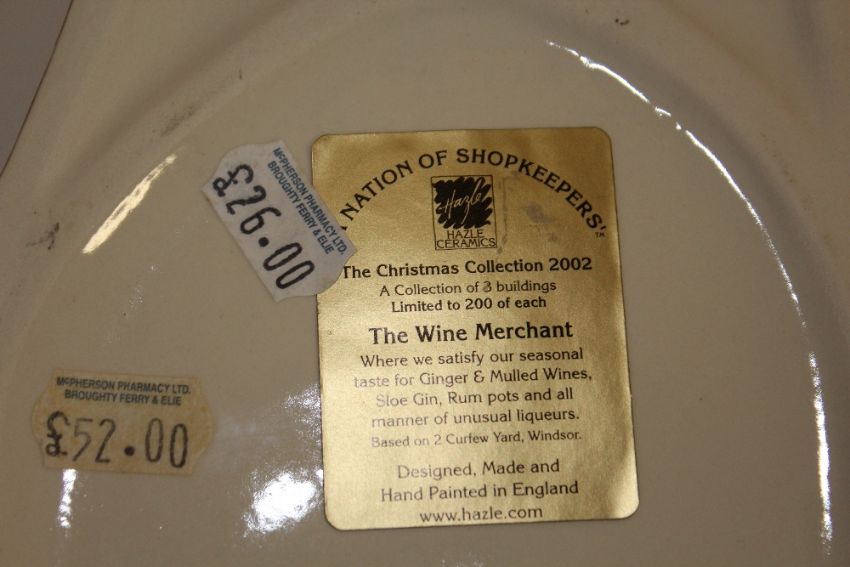 McPHERSON PHARMACY LTD.
BROUGHTY FERRY & ELIE
£26.00
McPHERSON PHARMACY LTD.
BROUGHTY FERRY & ELIE
£52.00
NATION OF SHOPKEEPERS'™
Hazle
HAZLE
CERAMICS
The Christmas Collection 2002
A Collection of 3 buildings
Limited to 200 of each
The Wine Merchant
Where we satisfy our seasonal
taste for Ginger & Mulled Wines,
Sloe Gin, Rum pots and all
manner of unusual liqueurs.
Based on 2 Curfew Yard, Windsor.
Designed, Made and
Hand Painted in England
www.hazle.com